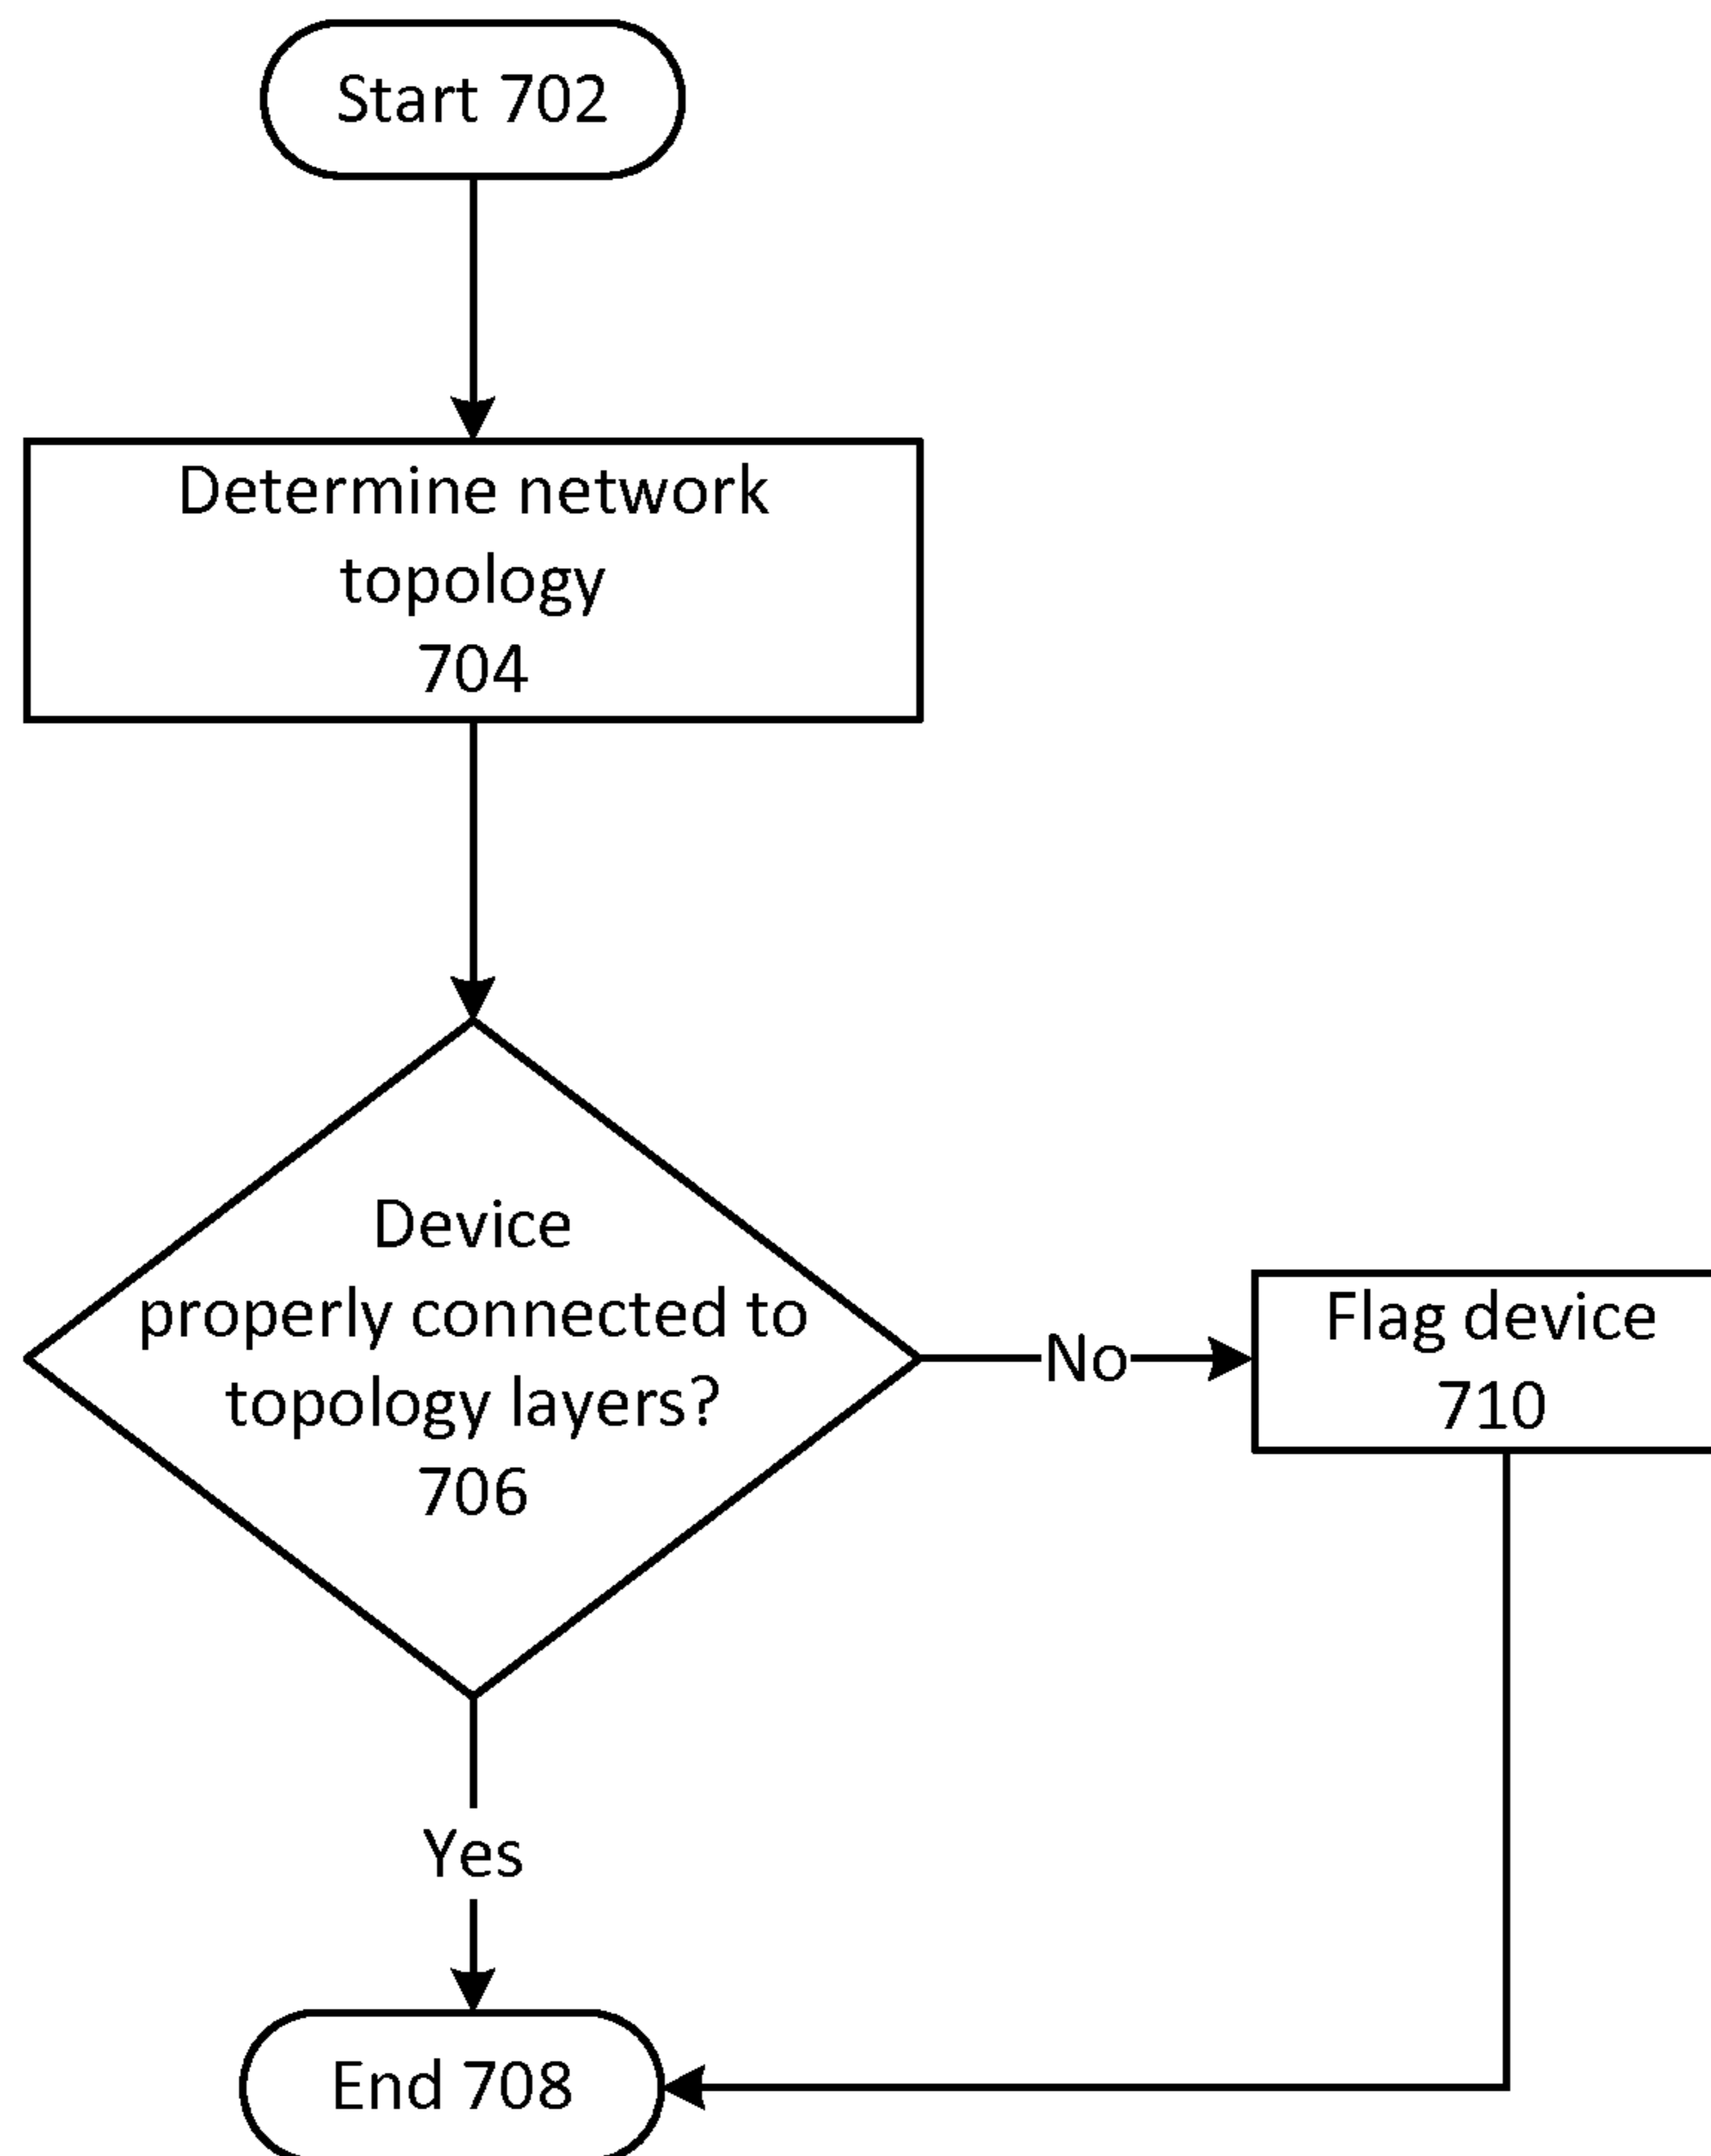 Start 702
Determine network
topology
704
Device
properly connected to
topology layers?
706
No
Flag device
710
Yes
End 708